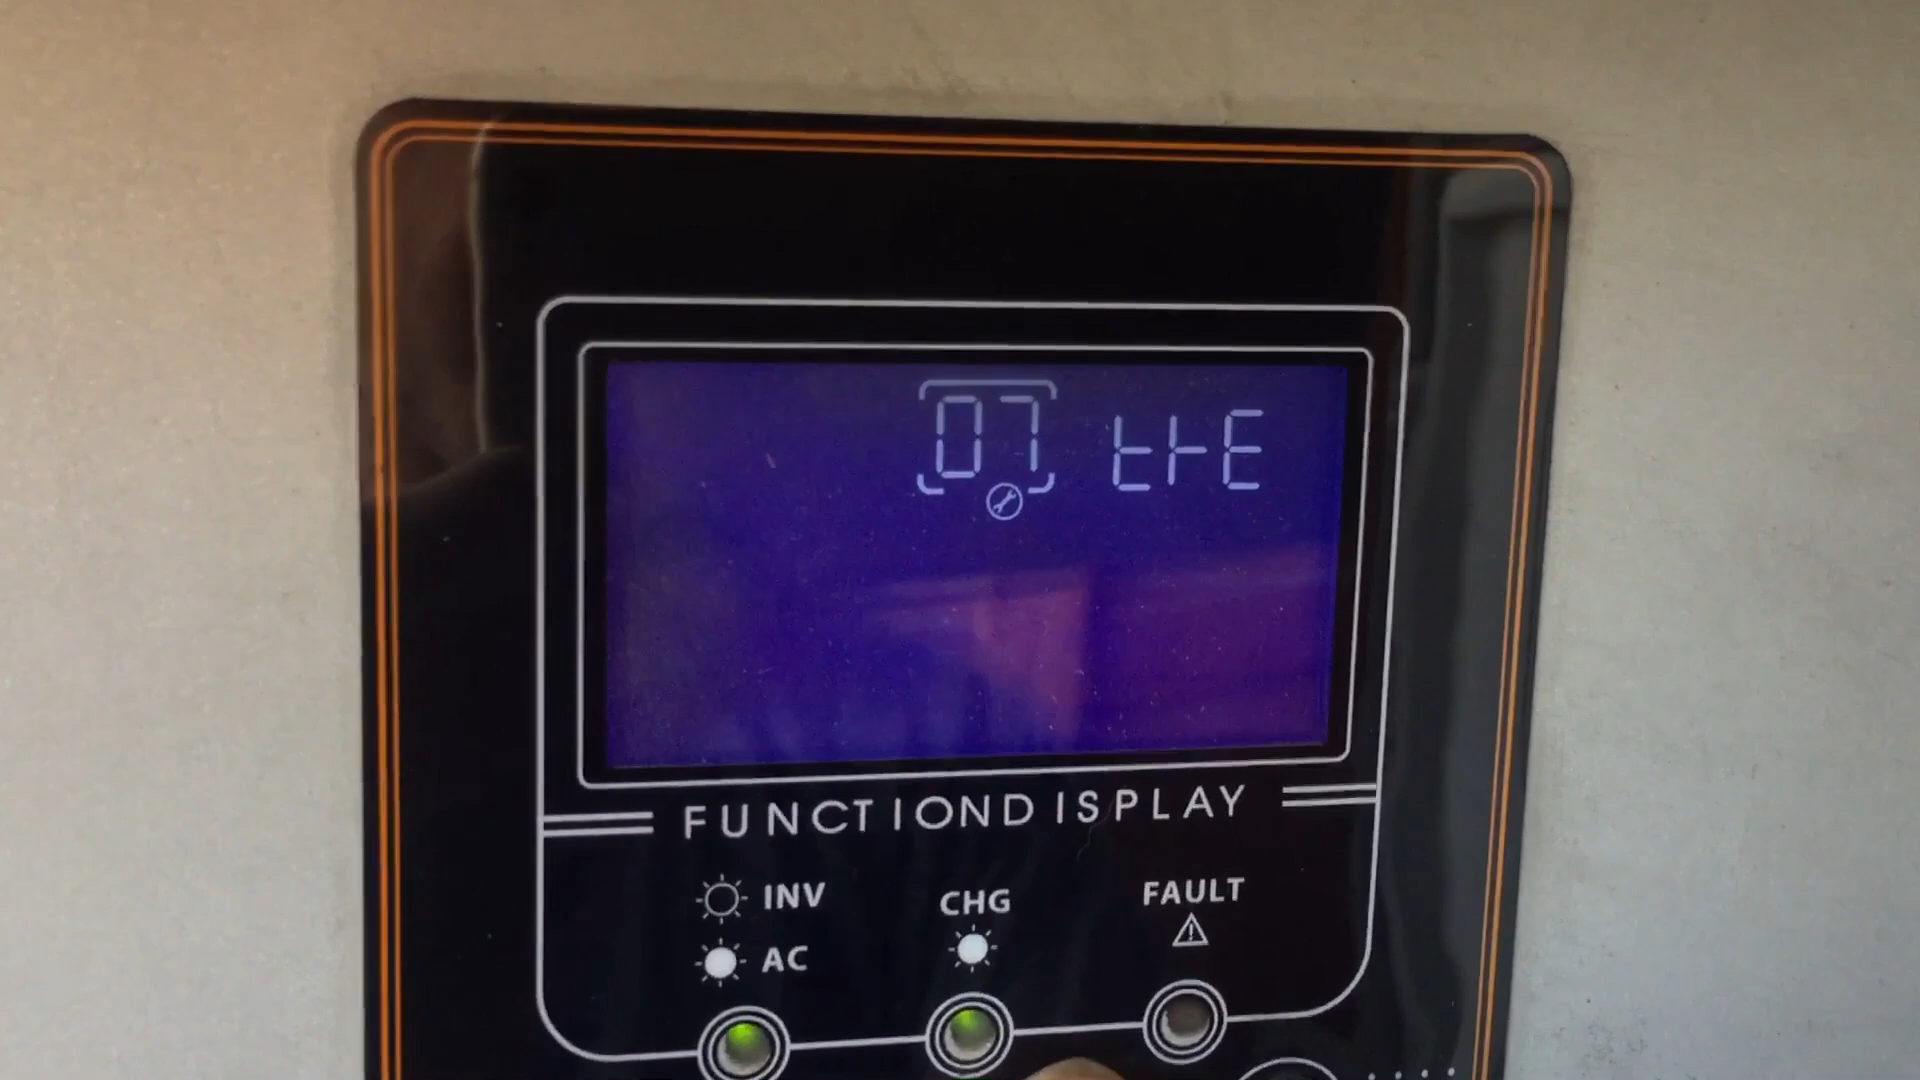 07 trE
FUNCTIONDISPLAY
INV
AC
CHG
FAULT